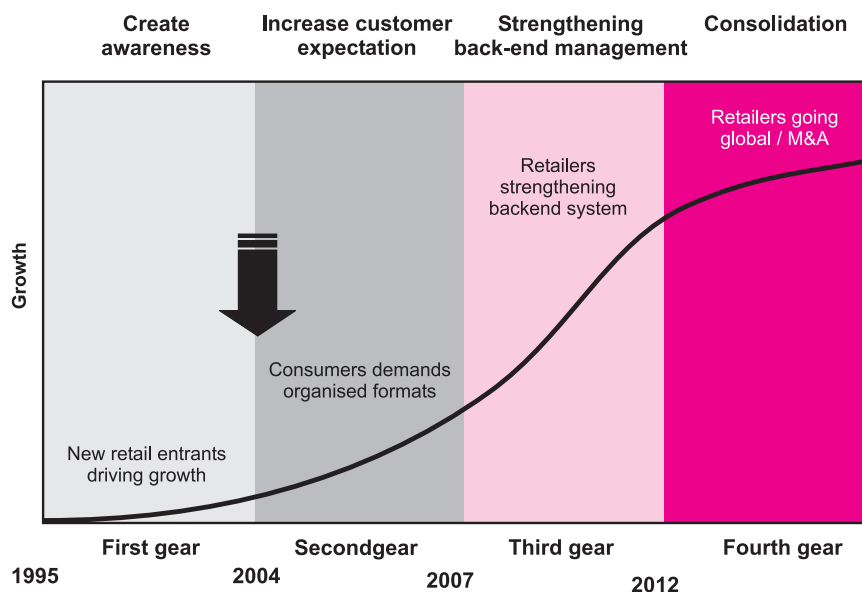 Create
awareness
Increase customer
expectation
Strengthening
back-end management
Consolidation
Retailers going
global / M&A
Retailers
strengthening
backend system
Growth
Consumers demands
organised formats
New retail entrants
driving growth
First gear
Secondgear
Third gear
Fourth gear
1995
2004
2007
2012